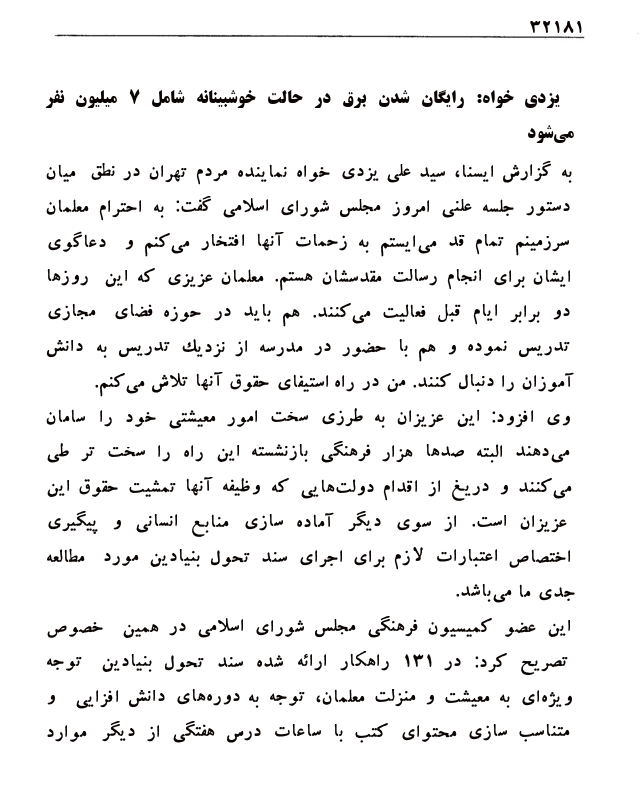 ۳۲۱۸۱
یزدی خواه: رایگان شدن برق در حالت خوشبینانه شامل ۷ میلیون نفر
می‌شود
به گزارش ایسنا، سید علی یزدی خواه نماینده مردم تهران در نطق میان
دستور جلسه علنی امروز مجلس شورای اسلامی گفت: به احترام معلمان
سرزمینم تمام قد می‌ایستم به زحمات آنها افتخار می‌کنم و دعاگوی
ایشان برای انجام رسالت مقدسشان هستم. معلمان عزیزی که این روزها
دو برابر ایام قبل فعالیت می‌کنند. هم باید در حوزه فضای مجازی
تدریس نموده و هم با حضور در مدرسه از نزدیك تدریس به دانش
آموزان را دنبال کنند. من در راه استیفای حقوق آنها تلاش می‌کنم.
وی افزود: این عزیزان به طرزی سخت امور معیشتی خود را سامان
می‌دهند البته صدها هزار فرهنگی بازنشسته این راه را سخت تر طی
می‌کنند و دریغ از اقدام دولت‌هایی که وظیفه آنها تمشیت حقوق این
عزیزان است. از سوی دیگر آماده سازی منابع انسانی و پیگیری
اختصاص اعتبارات لازم برای اجرای سند تحول بنیادین مورد مطالعه
جدی ما می‌باشد.
این عضو کمیسیون فرهنگی مجلس شورای اسلامی در همین خصوص
تصریح کرد: در ۱۳۱ راهکار ارائه شده سند تحول بنیادین توجه
ویژه‌ای به معیشت و منزلت معلمان، توجه به دوره‌های دانش افزایی و
متناسب سازی محتوای کتب با ساعات درس هفتگی از دیگر موارد